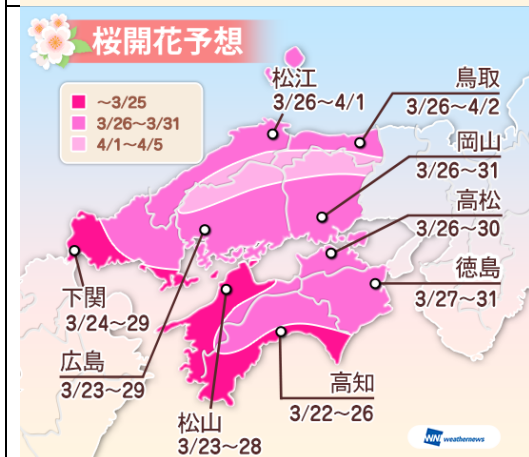 桜開花予想
~3/25
3/26~3/31
4/1~4/5
松江
3/26~4/1
鳥取
3/26~4/2
岡山
3/26~31
高松
3/26~30
徳島
3/27~31
下関
3/24~29
広島
3/23~29
松山
3/23~28
高知
3/22~26
WN weathernews